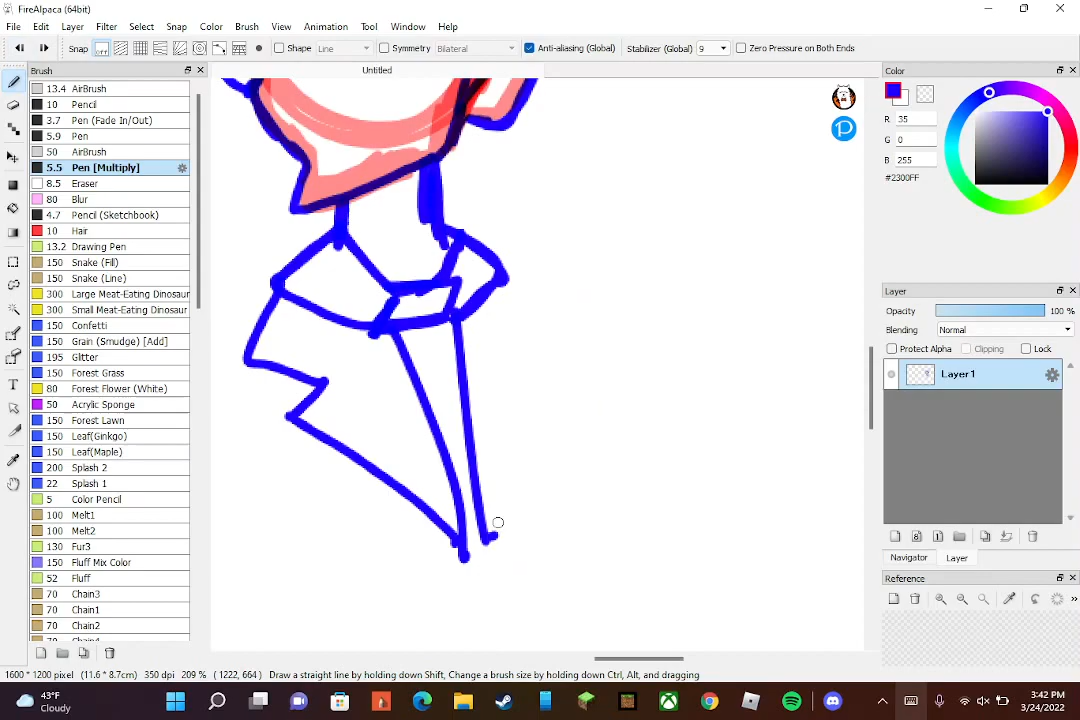 FireAlpaca (64bit)
File Edit Layer Filter Select Snap Color Brush View Animation Tool Window Help
Snap OFF Shape Line Symmetry Bilateral Anti-aliasing (Global) Stabilizer (Global) 9 Zero Pressure on Both Ends
Brush
Untitled
Color
13.4 AirBrush
10 Pencil
3.7 Pen (Fade In/Out)
5.9 Pen
50 AirBrush
5.5 Pen [Multiply]
8.5 Eraser
80 Blur
4.7 Pencil (Sketchbook)
10 Hair
13.2 Drawing Pen
150 Snake (Fill)
150 Snake (Line)
300 Large Meat-Eating Dinosaur
300 Small Meat-Eating Dinosaur
150 Confetti
150 Grain (Smudge) [Add]
195 Glitter
150 Forest Grass
80 Forest Flower (White)
50 Acrylic Sponge
150 Forest Lawn
150 Leaf(Ginkgo)
150 Leaf(Maple)
200 Splash 2
22 Splash 1
5 Color Pencil
100 Melt1
100 Melt2
130 Fur3
150 Fluff Mix Color
52 Fluff
70 Chain3
70 Chain1
70 Chain2
70 Chain4
R 35
G 0
B 255
#2300FF
Layer
Opacity 100 %
Blending Normal
Protect Alpha Clipping Lock
Layer1
8 1
Navigator Layer
Reference
1600 * 1200 pixel (11.6 * 8.7cm) 350 dpi 209 % ( 1222, 664 ) Draw a straight line by holding down Shift, Change a brush size by holding down Ctrl, Alt, and dragging
43°F
Cloudy
3:42 PM
3/24/2022